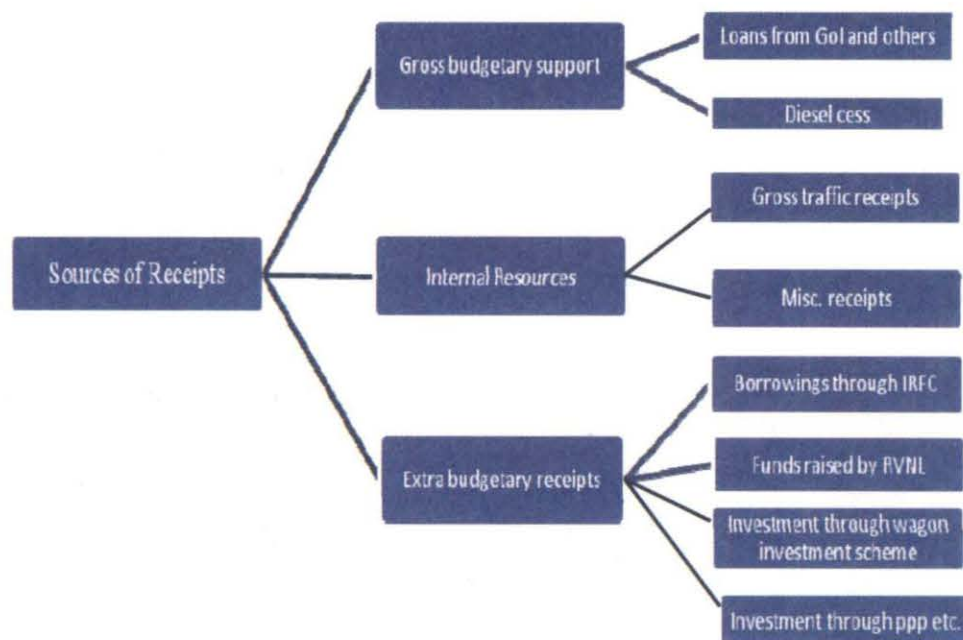 Sources of Receipts
Gross budgetary support
Loans from GoI and others
Diesel cess
Internal Resources
Gross traffic receipts
Misc. receipts
Extra budgetary receipts
Borrowings through IRFC
Funds raised by RVNL
Investment through wagon
investment scheme
Investment through ppp etc.